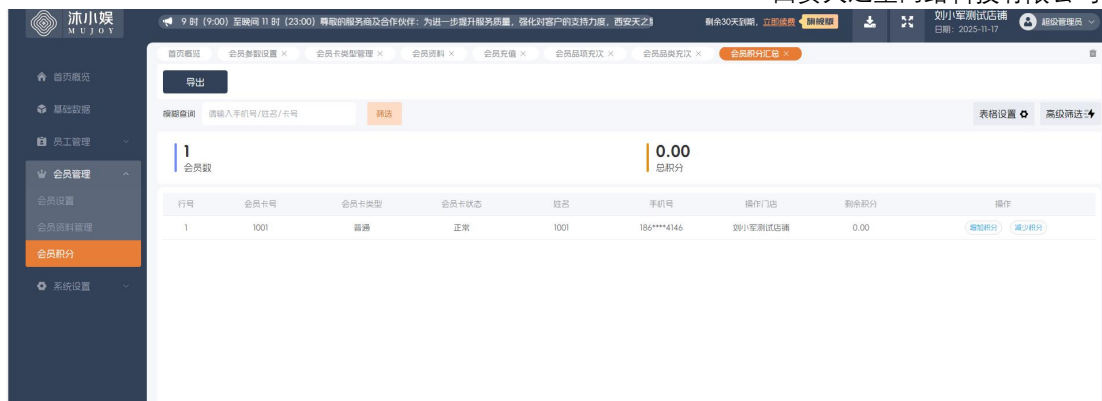 沐小娱
MUJOY
9 时 (9:00) 至晚间 11 时 (23:00) 尊敬的服务商及合作伙伴：为进一步提升服务质量，强化对客户的支持力度，西安天之
剩余30天到期，立即续费 旗舰版
刘小军测试店铺
日期：2025-11-17
超级管理员
首页概览 会员参数设置 × 会员卡类型管理 × 会员资料 × 会员充值 × 会员品项充次 × 会员品类充次 × 会员积分汇总 ×
首页概览
基础数据
员工管理
会员管理
会员设置
会员资料管理
会员积分
系统设置
导出
模糊查询 请输入手机号/姓名/卡号 筛选 表格设置 高级筛选
1 0.00
会员数 总积分
行号 会员卡号 会员卡类型 会员卡状态 姓名 手机号 操作门店 剩余积分 操作
1 1001 普通 正常 1001 186****4146 刘小军测试店铺 0.00 增加积分 减少积分